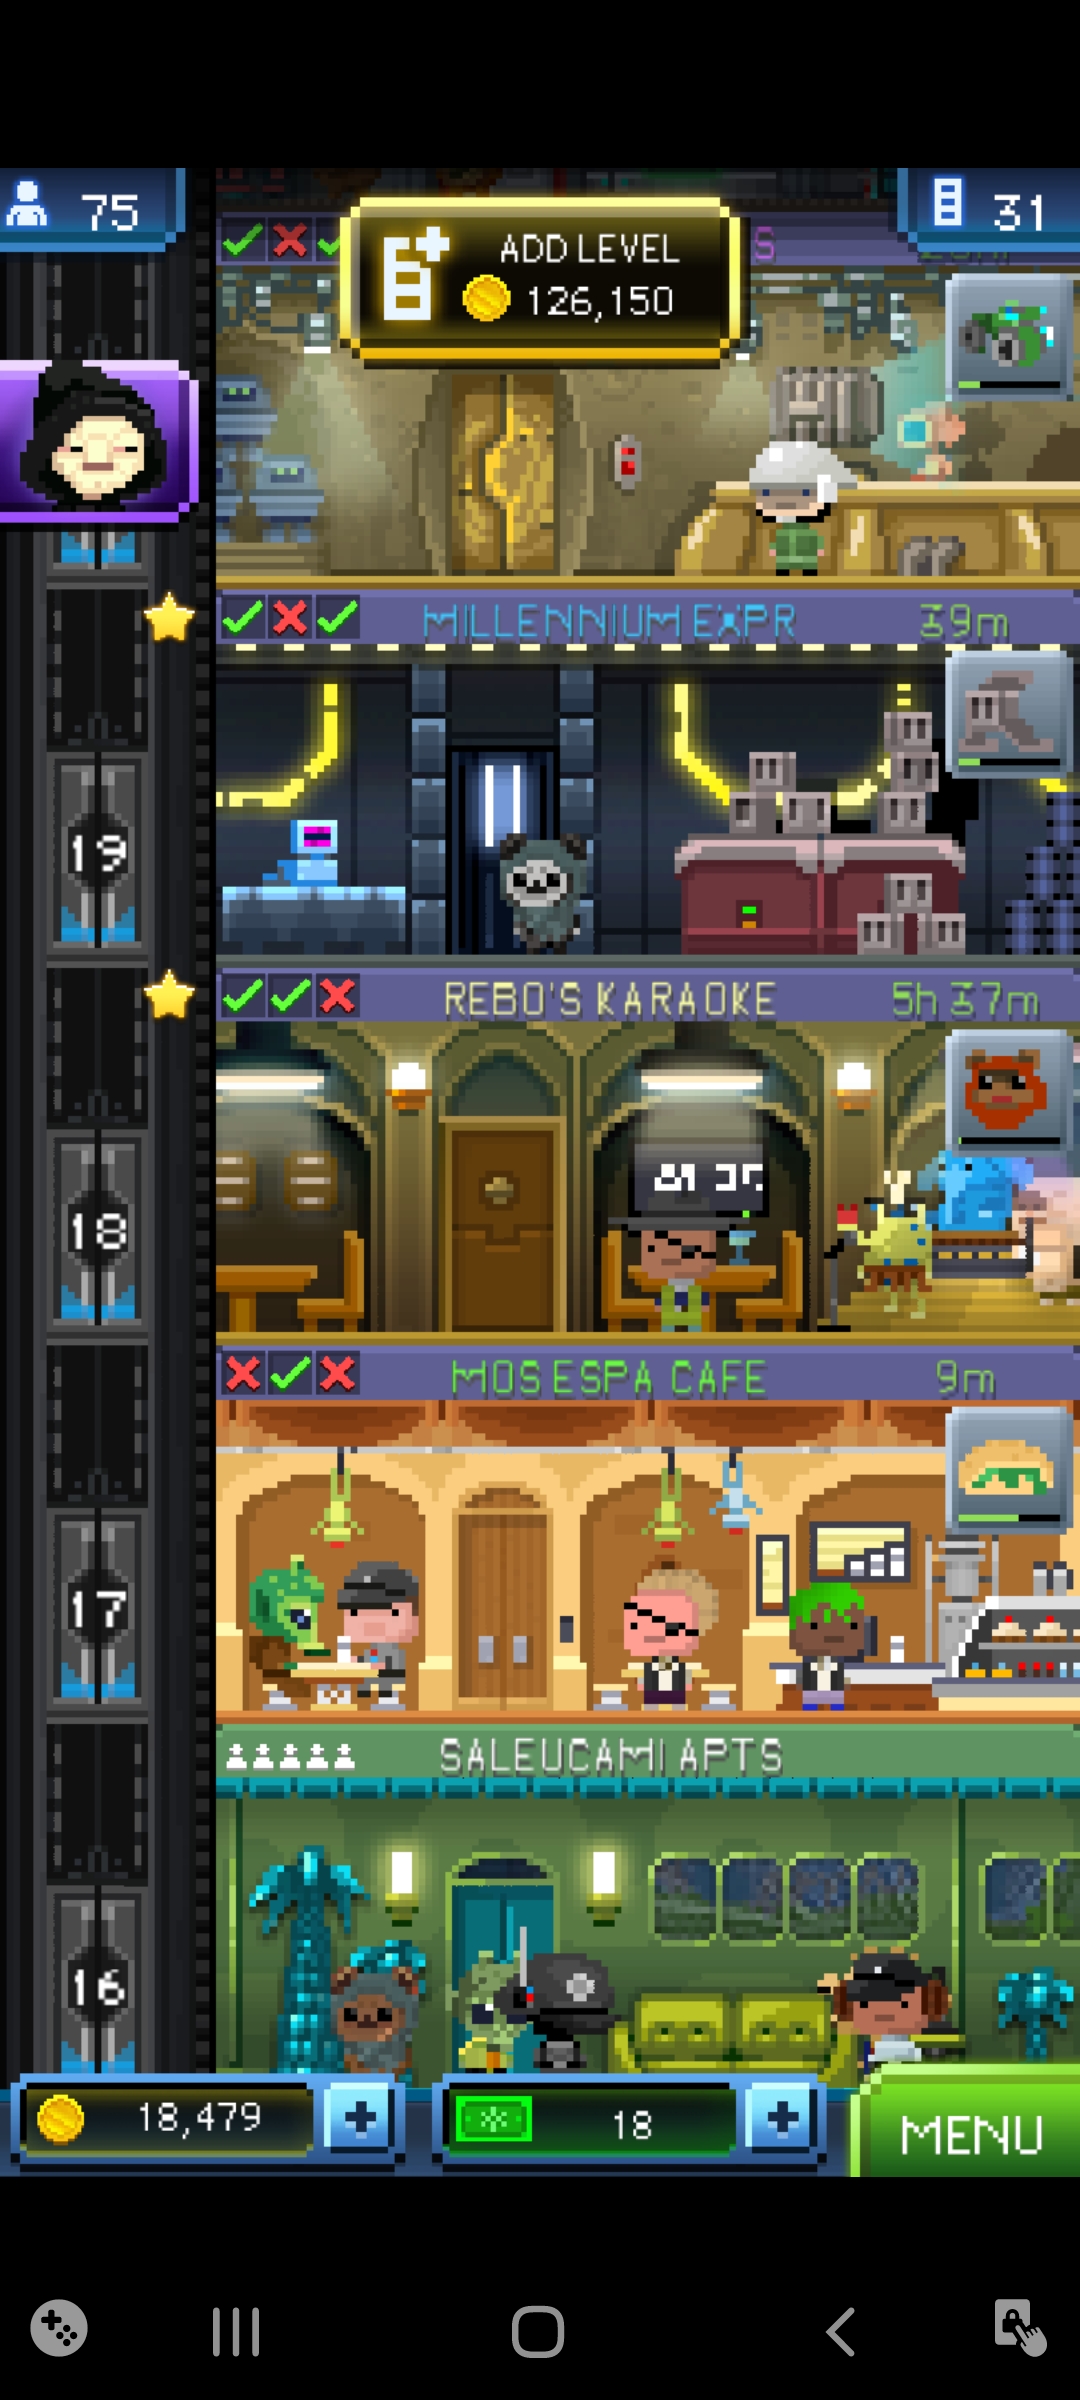 75
31
ADD LEVEL
126,150
S
MILLENNIUM EXPR
39m
19
REBO'S KARAOKE
5h 37m
18
MOS ESPA CAFE
9m
17
SALEUCAMI APTS
16
18,479
18
MENU